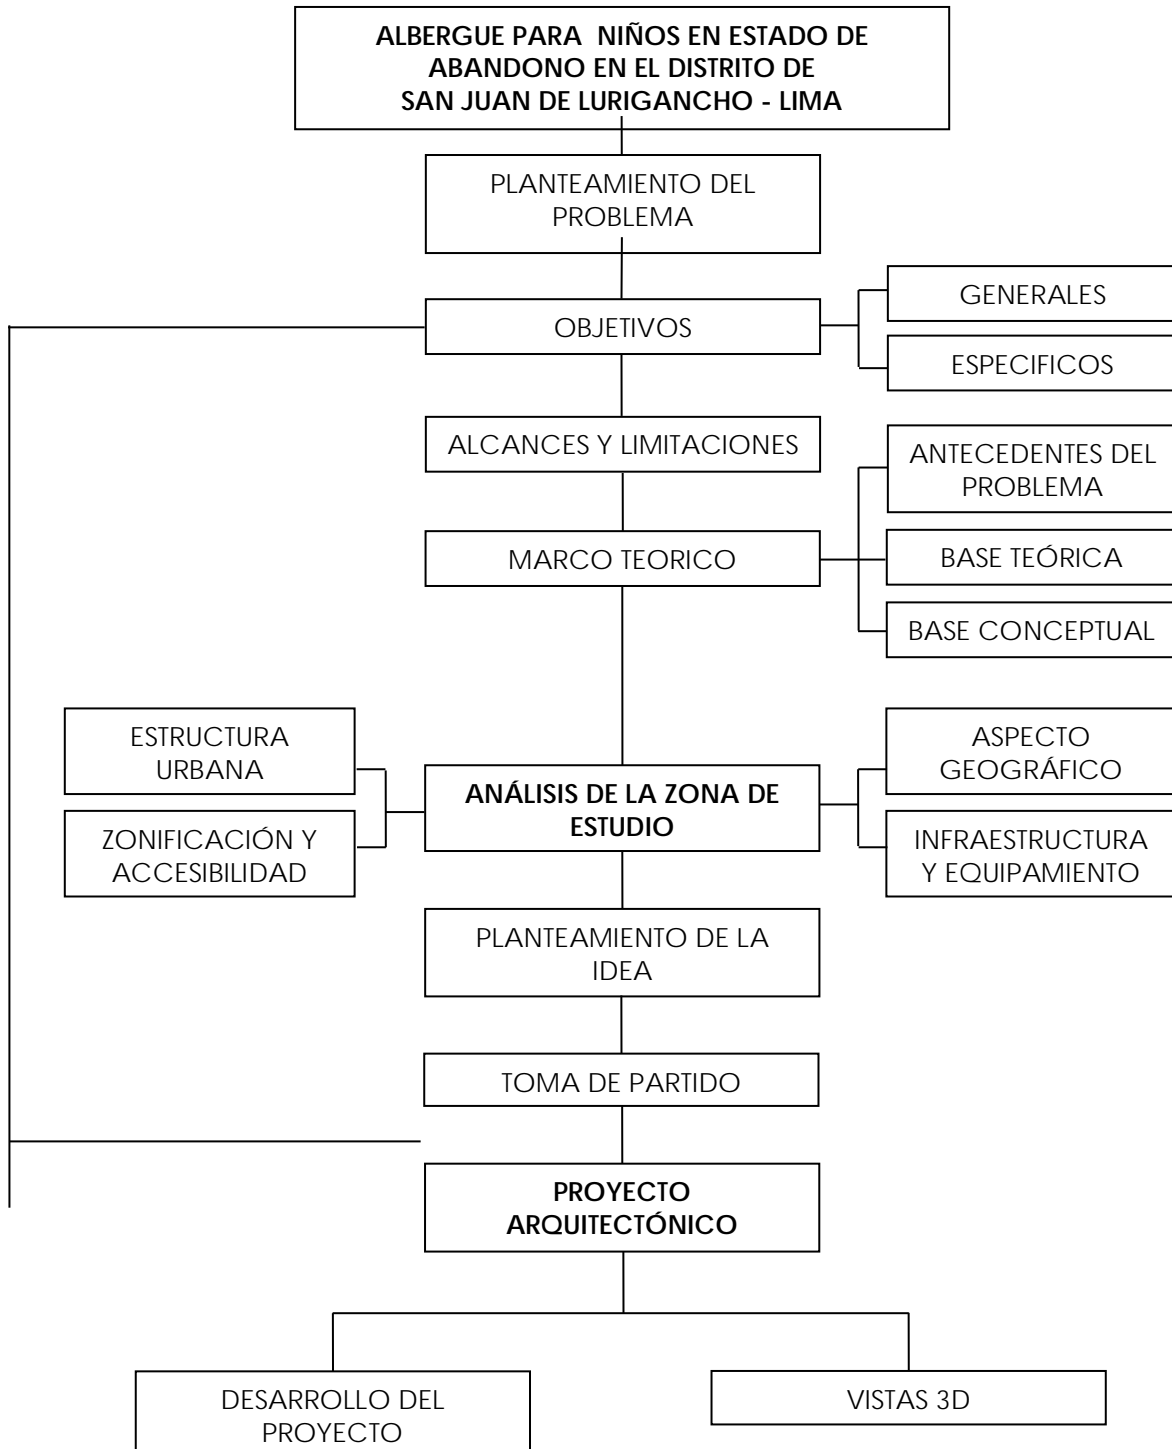 ALBERGUE PARA NIÑOS EN ESTADO DE
ABANDONO EN EL DISTRITO DE
SAN JUAN DE LURIGANCHO - LIMA
PLANTEAMIENTO DEL
PROBLEMA
OBJETIVOS
GENERALES
ESPECIFICOS
ALCANCES Y LIMITACIONES
MARCO TEORICO
ANTECEDENTES DEL
PROBLEMA
BASE TEÓRICA
BASE CONCEPTUAL
ESTRUCTURA
URBANA
ZONIFICACIÓN Y
ACCESIBILIDAD
ANÁLISIS DE LA ZONA DE
ESTUDIO
ASPECTO
GEOGRÁFICO
INFRAESTRUCTURA
Y EQUIPAMIENTO
PLANTEAMIENTO DE LA
IDEA
TOMA DE PARTIDO
PROYECTO
ARQUITECTÓNICO
DESARROLLO DEL
PROYECTO
VISTAS 3D